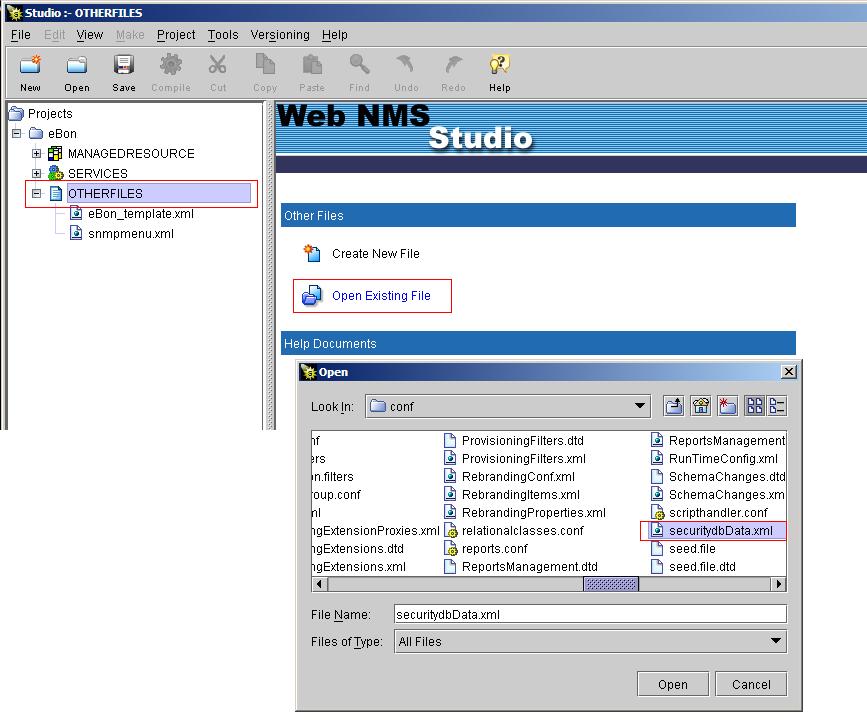 Studio :- OTHERFILES
File Edit View Make Project Tools Versioning Help
New Open Save Compile Cut Copy Paste Find Undo Redo Help
Projects
eBon
MANAGEDRESOURCE
SERVICES
OTHERFILES
eBon_template.xml
snmpmenu.xml
Web NMS
Studio
Other Files
Create New File
Open Existing File
Help Documents
Open
Look In: conf
nf ProvisioningFilters.dtd ReportsManagement
ers ProvisioningFilters.xml RunTimeConfig.xml
on.filters RebrandingConf.xml SchemaChanges.dtd
roup.conf RebrandingItems.xml SchemaChanges.xm
ml RebrandingProperties.xml scripthandler.conf
ngExtensionProxies.xml relationalclasses.conf securitydbData.xml
ngExtensions.dtd reports.conf seed.file
ngExtensions.xml ReportsManagement.dtd seed.file.dtd
File Name: securitydbData.xml
Files of Type: All Files
Open Cancel